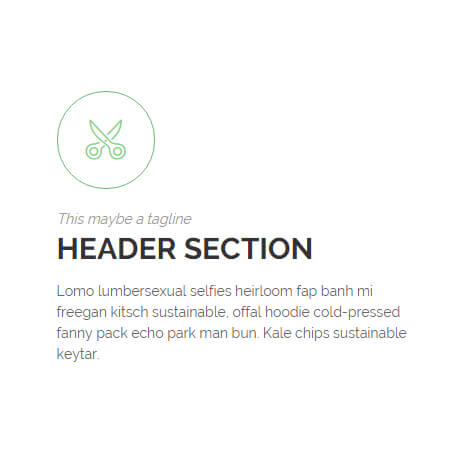 This maybe a tagline
HEADER SECTION
Lomo lumbersexual selfies heirloom fap banh mi
freegan kitsch sustainable, offal hoodie cold-pressed
fanny pack echo park man bun. Kale chips sustainable
keytar.